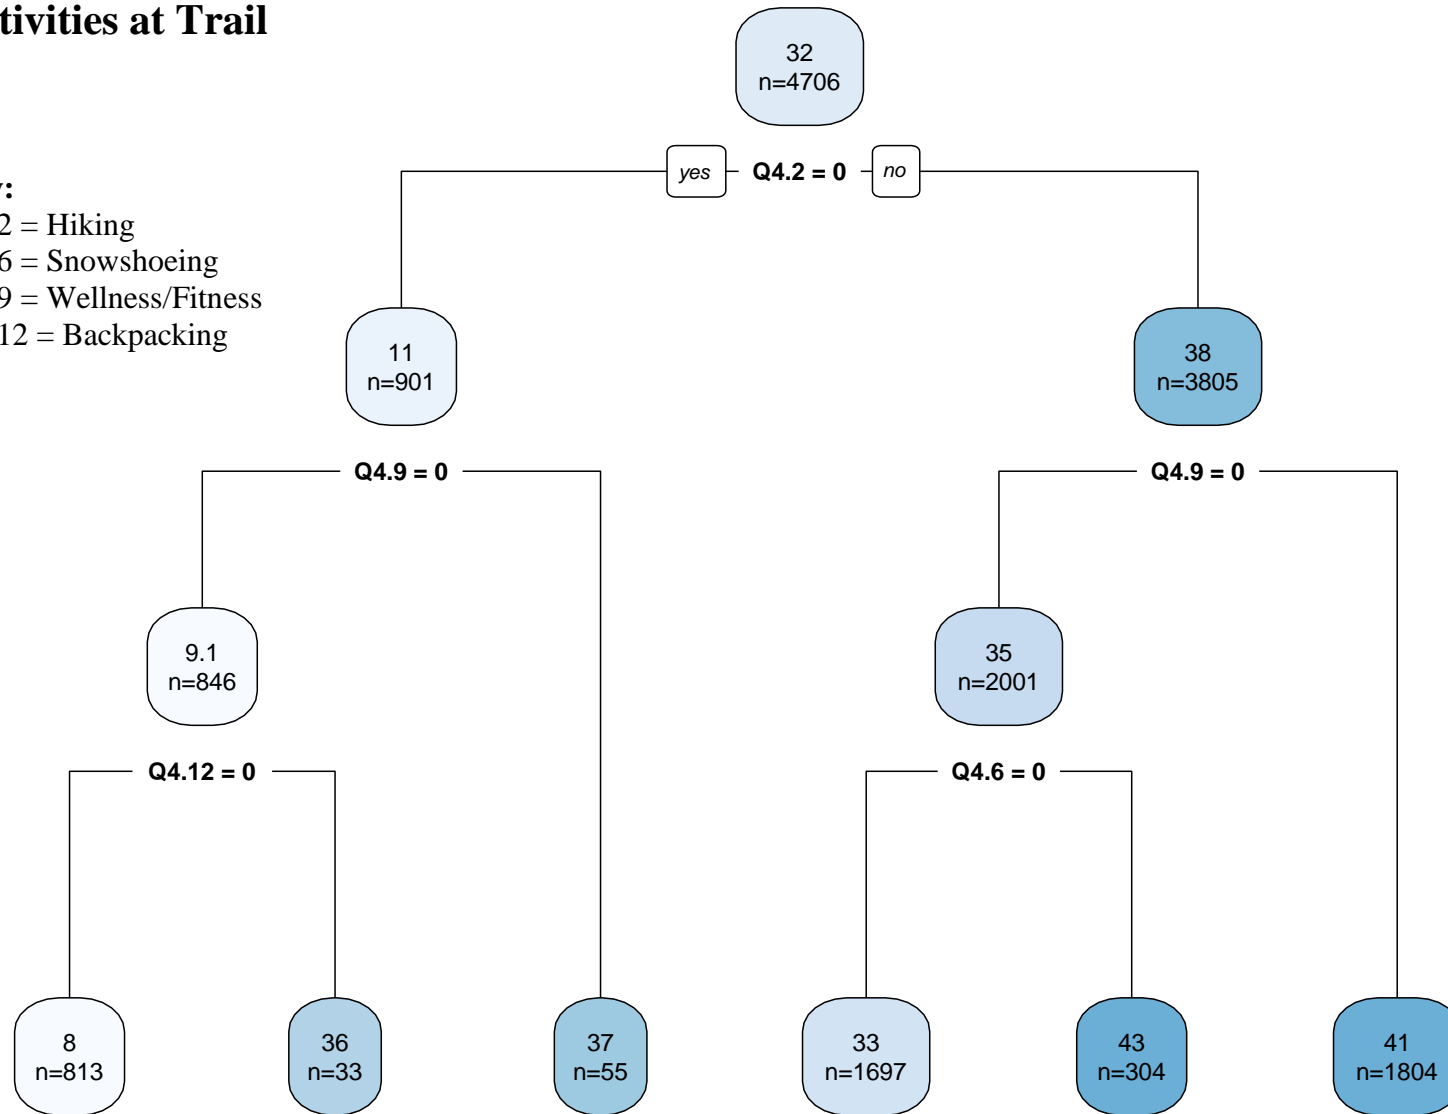 tivities at Trail
32
n=4706
yes
Q4.2 = 0
no
y:
2 = Hiking
6 = Snowshoeing
9 = Wellness/Fitness
12 = Backpacking
11
n=901
38
n=3805
Q4.9 = 0
Q4.9 = 0
9.1
n=846
35
n=2001
Q4.12 = 0
Q4.6 = 0
8
n=813
36
n=33
37
n=55
33
n=1697
43
n=304
41
n=1804